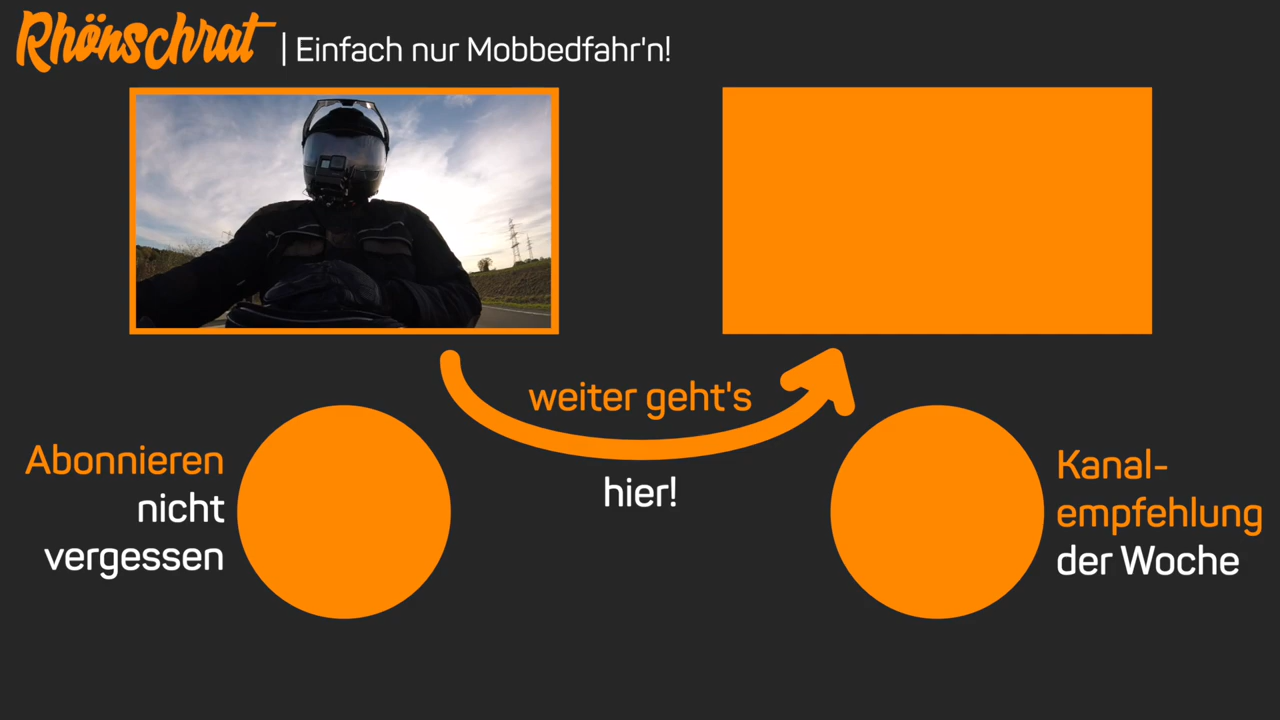 Rhönschrat | Einfach nur Mobbedfahr'n!
weiter geht's
hier!
Abonnieren
nicht
vergessen
Kanal-
empfehlung
der Woche